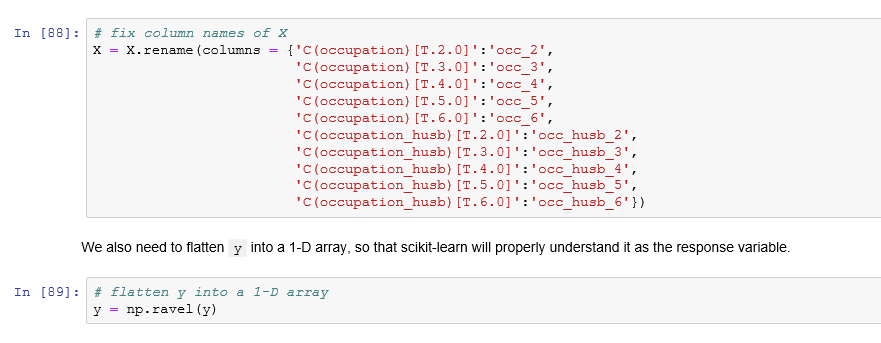 In [88]: # fix column names of X
X = X.rename(columns = {'C(occupation)[T.2.0]':'occ_2',
'C(occupation)[T.3.0]':'occ_3',
'C(occupation)[T.4.0]':'occ_4',
'C(occupation)[T.5.0]':'occ_5',
'C(occupation)[T.6.0]':'occ_6',
'C(occupation_husb)[T.2.0]':'occ_husb_2',
'C(occupation_husb)[T.3.0]':'occ_husb_3',
'C(occupation_husb)[T.4.0]':'occ_husb_4',
'C(occupation_husb)[T.5.0]':'occ_husb_5',
'C(occupation_husb)[T.6.0]':'occ_husb_6'})
We also need to flatten y into a 1-D array, so that scikit-learn will properly understand it as the response variable.
In [89]: # flatten y into a 1-D array
y = np.ravel(y)